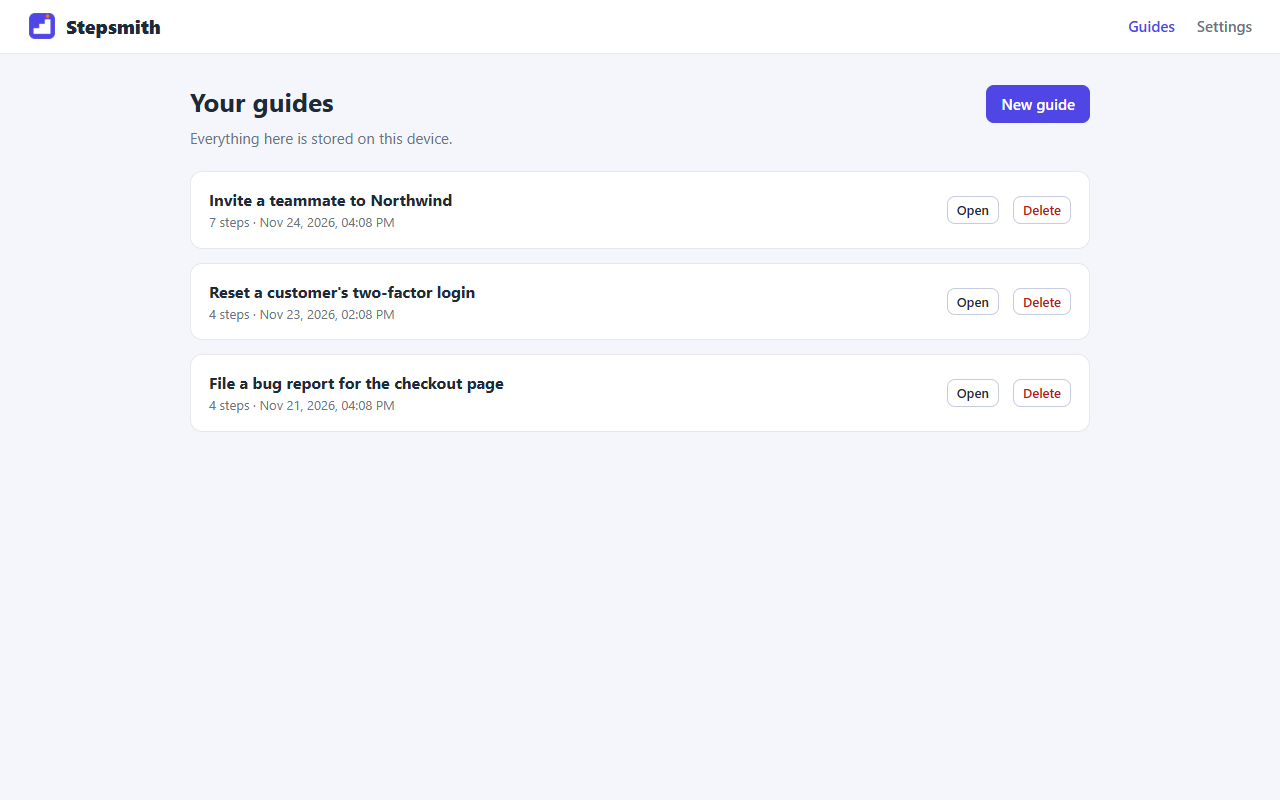 Stepsmith
Guides
Settings
Your guides
New guide
Everything here is stored on this device.
Invite a teammate to Northwind
7 steps · Nov 24, 2026, 04:08 PM
Open
Delete
Reset a customer's two-factor login
4 steps · Nov 23, 2026, 02:08 PM
Open
Delete
File a bug report for the checkout page
4 steps · Nov 21, 2026, 04:08 PM
Open
Delete